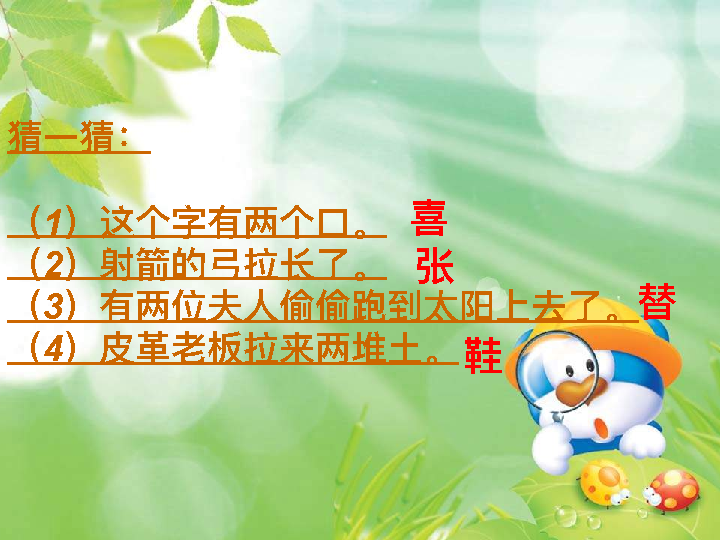 猜一猜：
（1）这个字有两个口。 喜
（2）射箭的弓拉长了。 张
（3）有两位夫人偷偷跑到太阳上去了。替
（4）皮革老板拉来两堆土。 鞋